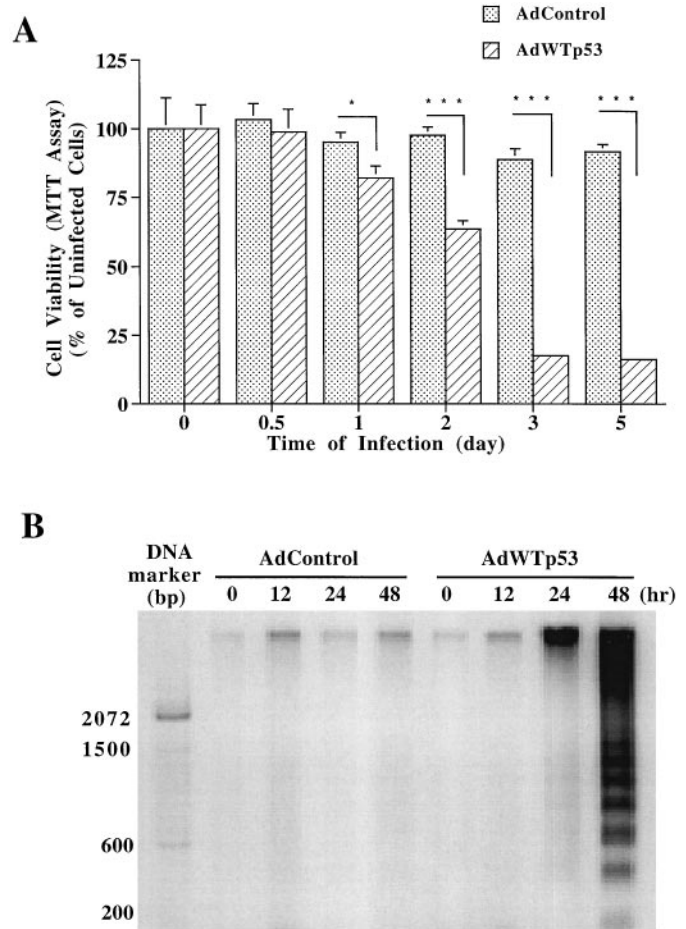 A
AdControl
AdWTp53
Cell Viability (MTT Assay)
(% of Uninfected Cells)
125
100
75
50
25
0
* * * * * * * * * *
0 0.5 1 2 3 5
Time of Infection (day)
B
DNA
marker
(bp)
AdControl AdWTp53
0 12 24 48 0 12 24 48 (hr)
2072
1500
600
200